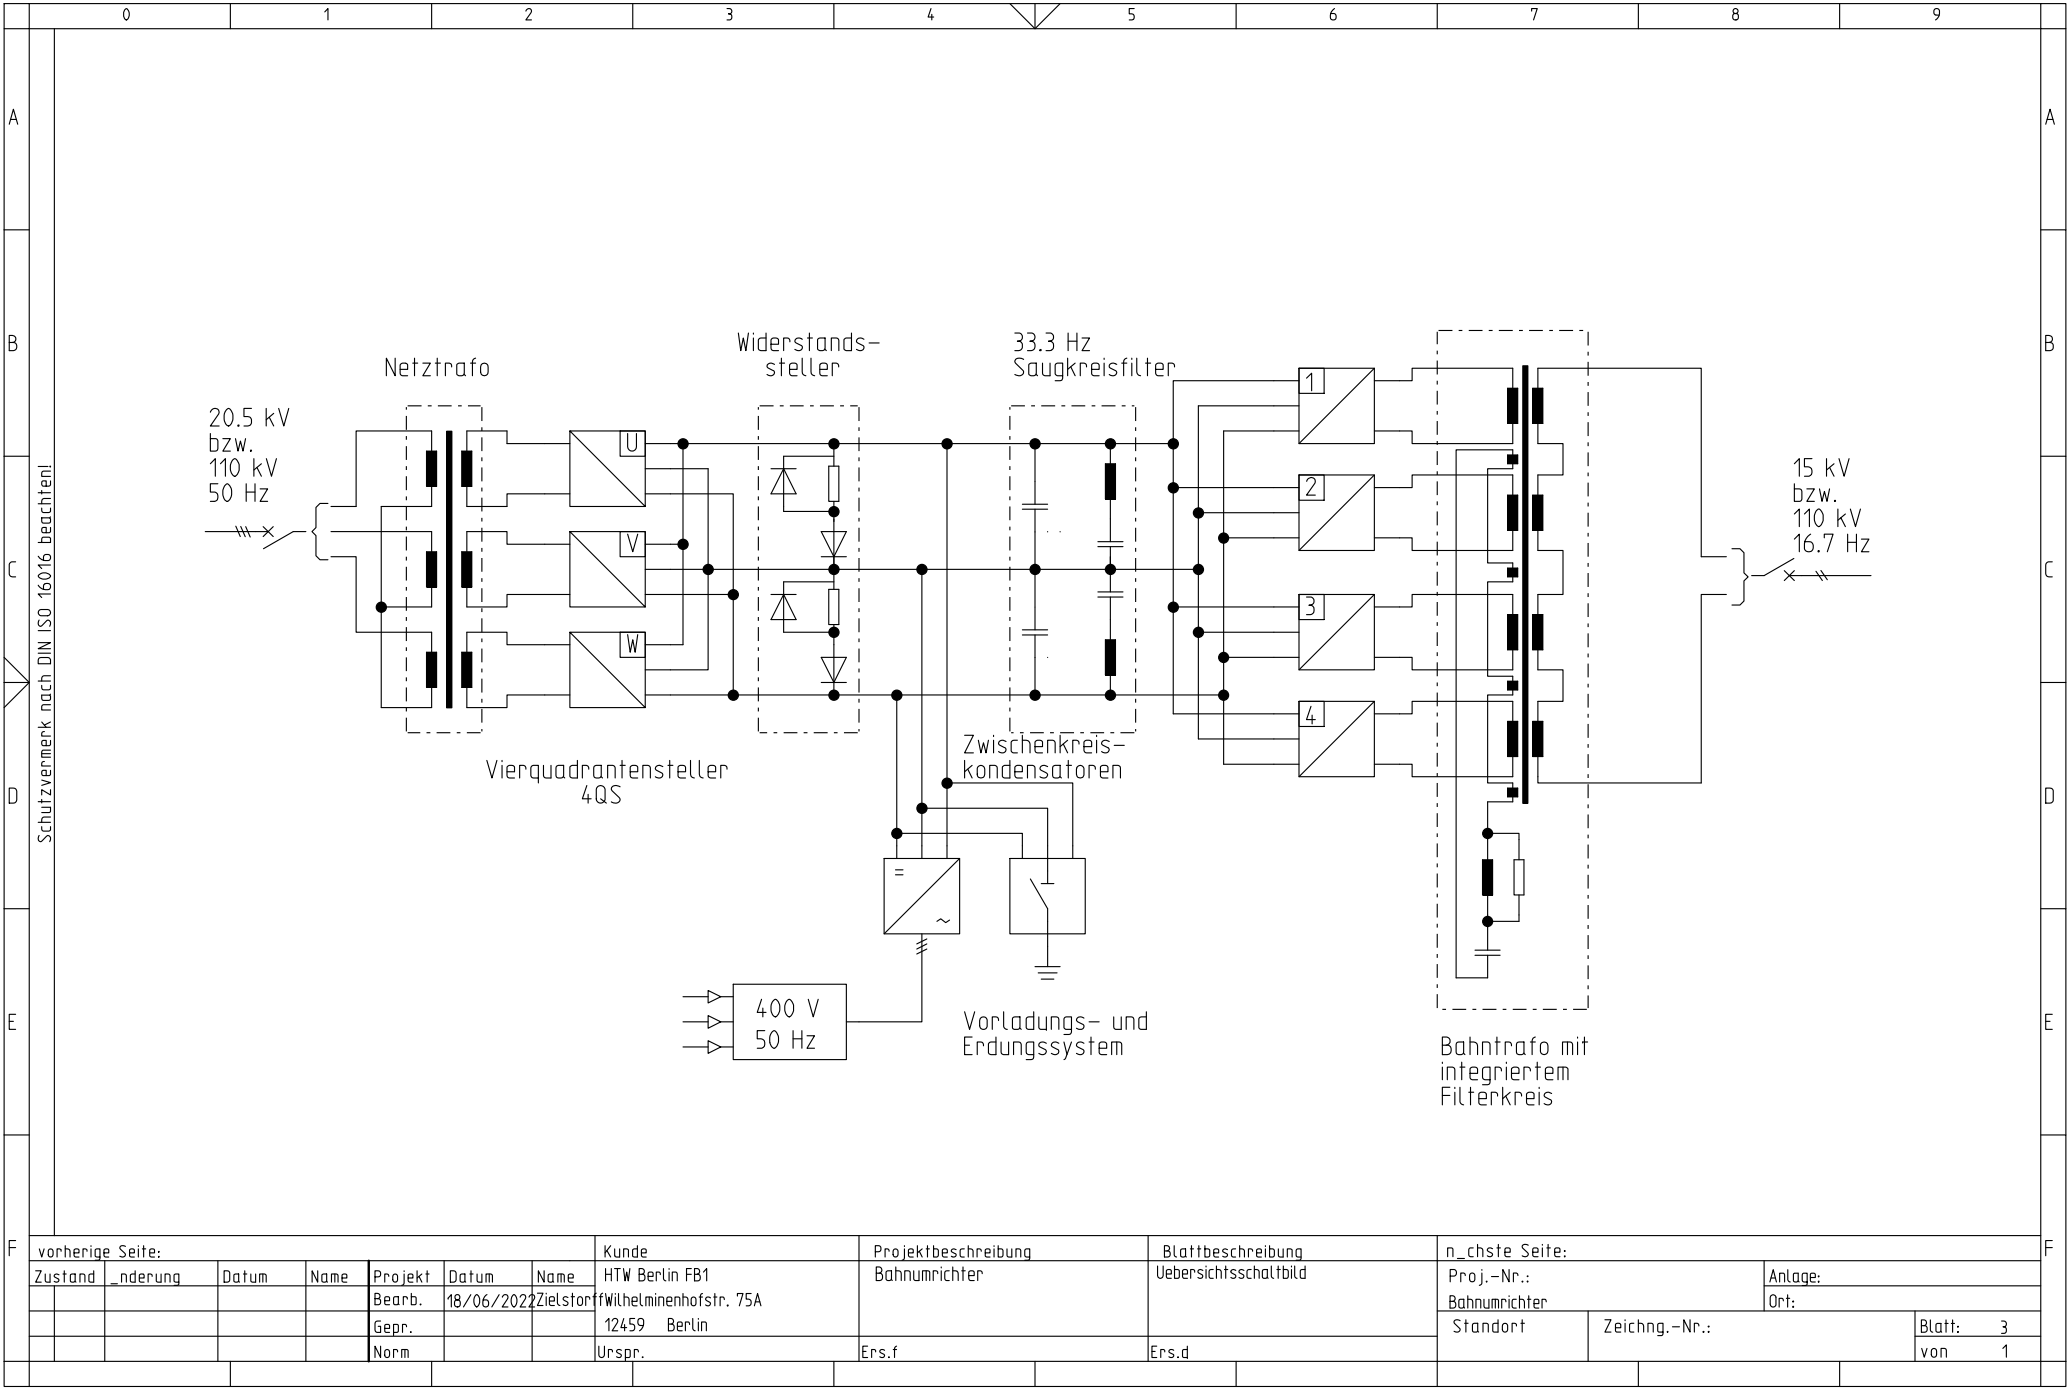 0 1 2 3 4 5 6 7 8 9
A
B
C
D
E
F
A
B
C
D
E
F
Schutzvermerk nach DIN ISO 16016 beachten!
20.5 kV
bzw.
110 kV
50 Hz
Netztrafo
U
V
W
Vierquadrantensteller
4QS
Widerstands-
steller
33.3 Hz
Saugkreisfilter
Zwischenkreis-
kondensatoren
=
~
400 V
50 Hz
Vorladungs- und
Erdungssystem
1
2
3
4
Bahntrafo mit
integriertem
Filterkreis
15 kV
bzw.
110 kV
16.7 Hz
vorherige Seite:
Zustand _nderung Datum Name
Projekt Datum Name
Bearb. 18/06/2022 Zielstorff
Gepr.
Norm
Kunde
HTW Berlin FB1
Wilhelminenhofstr. 75A
12459 Berlin
Urspr.
Projektbeschreibung
Bahnumrichter
Ers.f
Blattbeschreibung
Uebersichtsschaltbild
Ers.d
n_chste Seite:
Proj.-Nr.:
Bahnumrichter
Anlage:
Ort:
Standort
Zeichng.-Nr.:
Blatt: 3
von 1